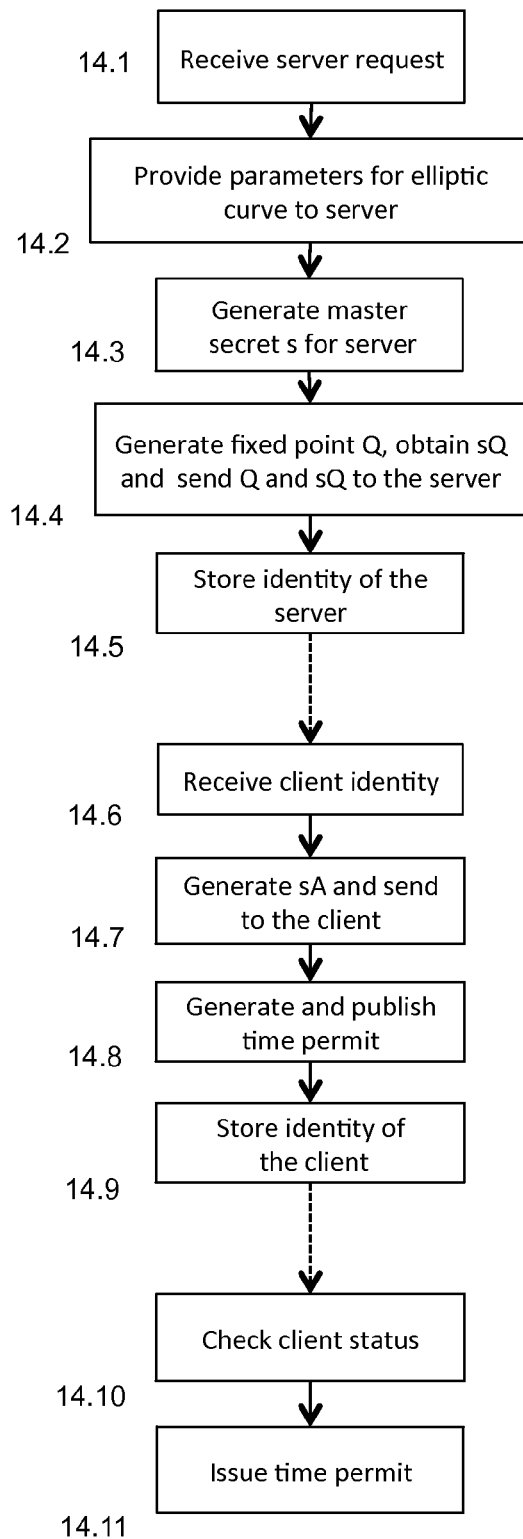 14.1
Receive server request
Provide parameters for elliptic
curve to server
14.2
Generate master
secret s for server
14.3
Generate fixed point Q, obtain sQ
and send Q and sQ to the server
14.4
Store identity of the
server
14.5
Receive client identity
14.6
Generate sA and send
to the client
14.7
Generate and publish
time permit
14.8
Store identity of
the client
14.9
Check client status
14.10
Issue time permit
14.11